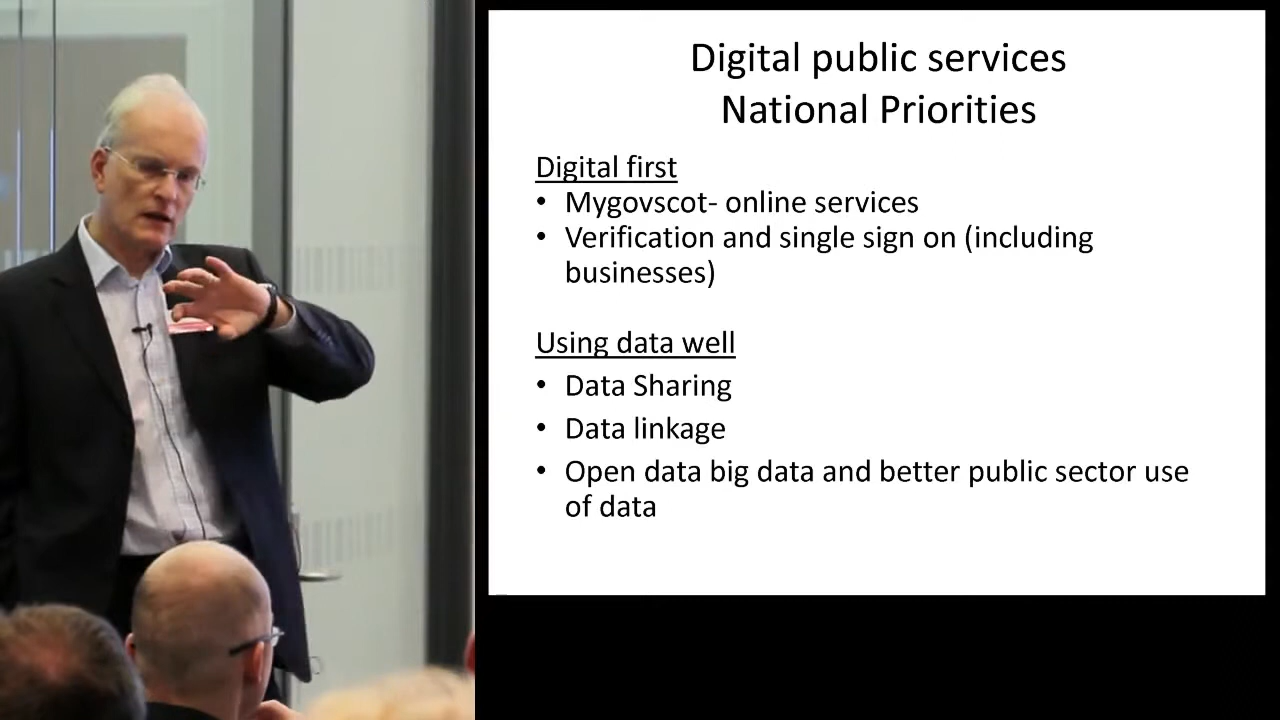 Digital public services
National Priorities
Digital first
• Mygovscot- online services
• Verification and single sign on (including
businesses)
Using data well
• Data Sharing
• Data linkage
• Open data big data and better public sector use
of data